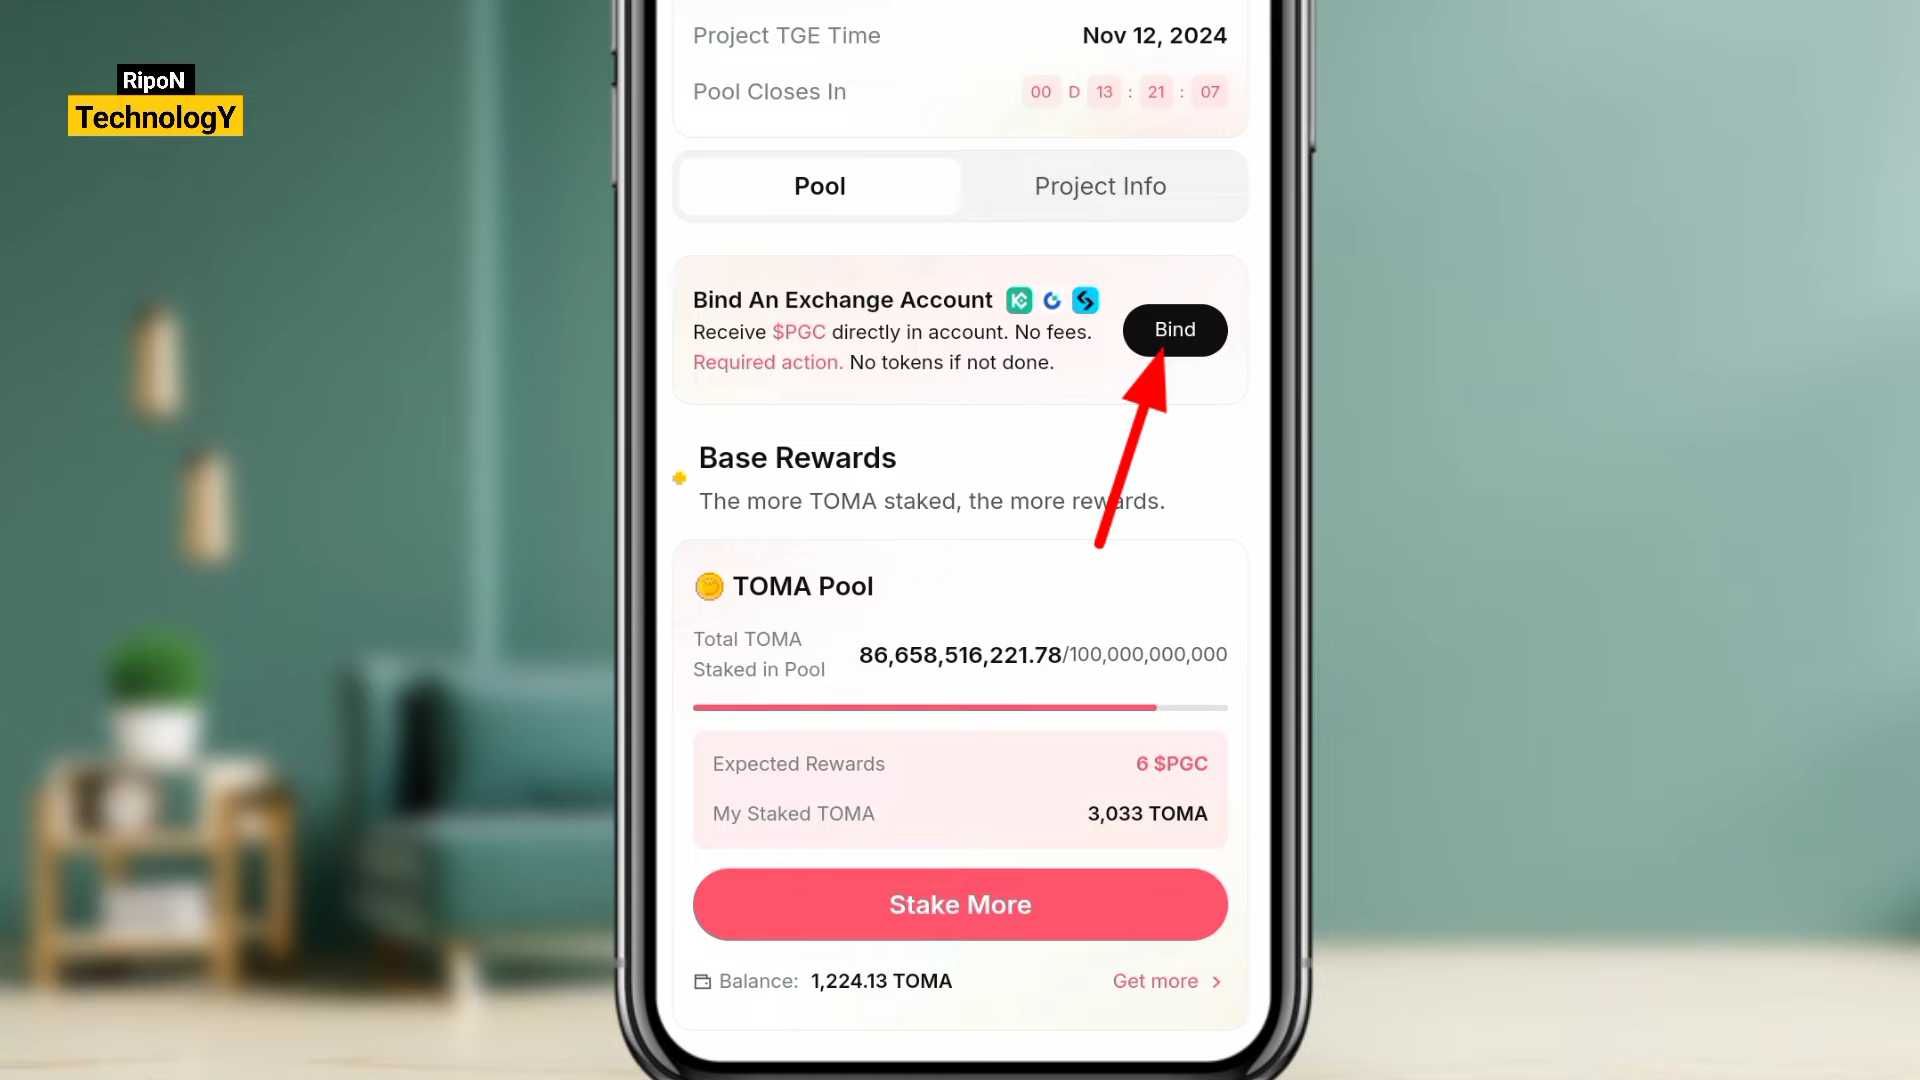 RipoN
TechnologY
Project TGE Time Nov 12, 2024
Pool Closes In 00 D 13 : 21 : 07
Pool Project Info
Bind An Exchange Account
Receive $PGC directly in account. No fees.
Required action. No tokens if not done.
Bind
Base Rewards
The more TOMA staked, the more rewards.
TOMA Pool
Total TOMA
Staked in Pool
86,658,516,221.78/100,000,000,000
Expected Rewards 6 $PGC
My Staked TOMA 3,033 TOMA
Stake More
Balance: 1,224.13 TOMA Get more >